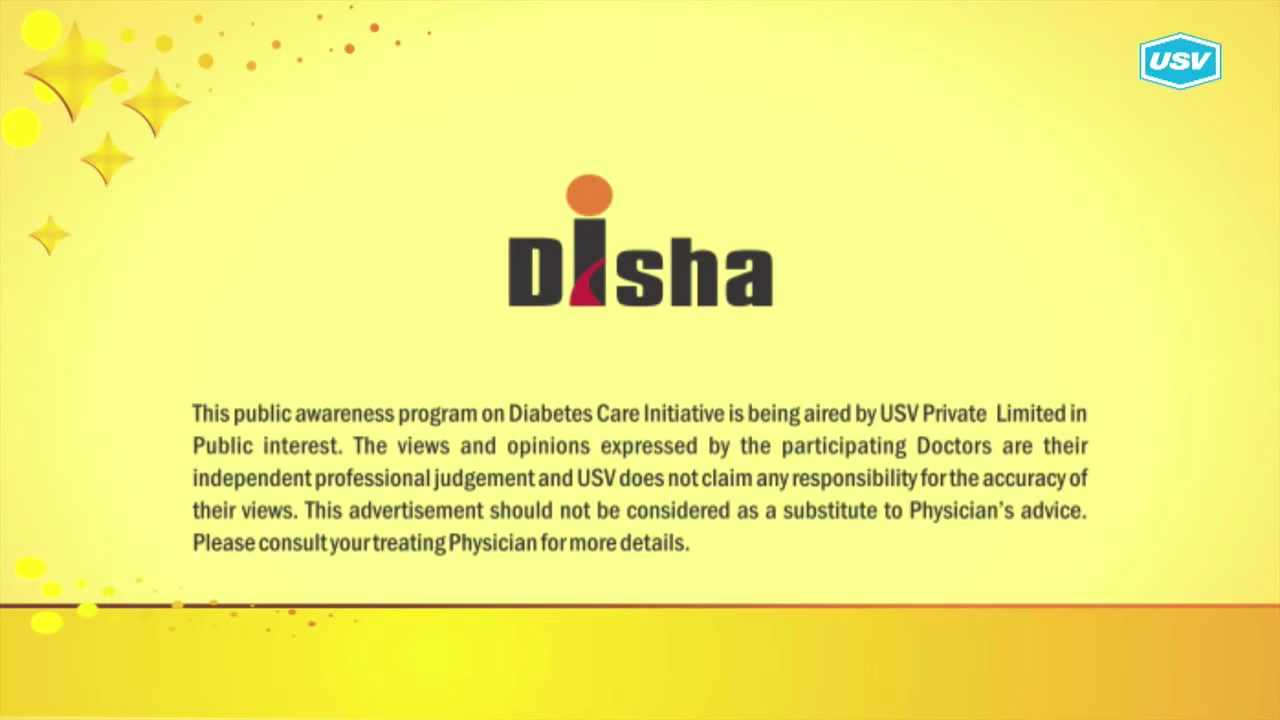 USV
Disha
This public awareness program on Diabetes Care Initiative is being aired by USV Private Limited in
Public interest. The views and opinions expressed by the participating Doctors are their
independent professional judgement and USV does not claim any responsibility for the accuracy of
their views. This advertisement should not be considered as a substitute to Physician's advice.
Please consult your treating Physician for more details.